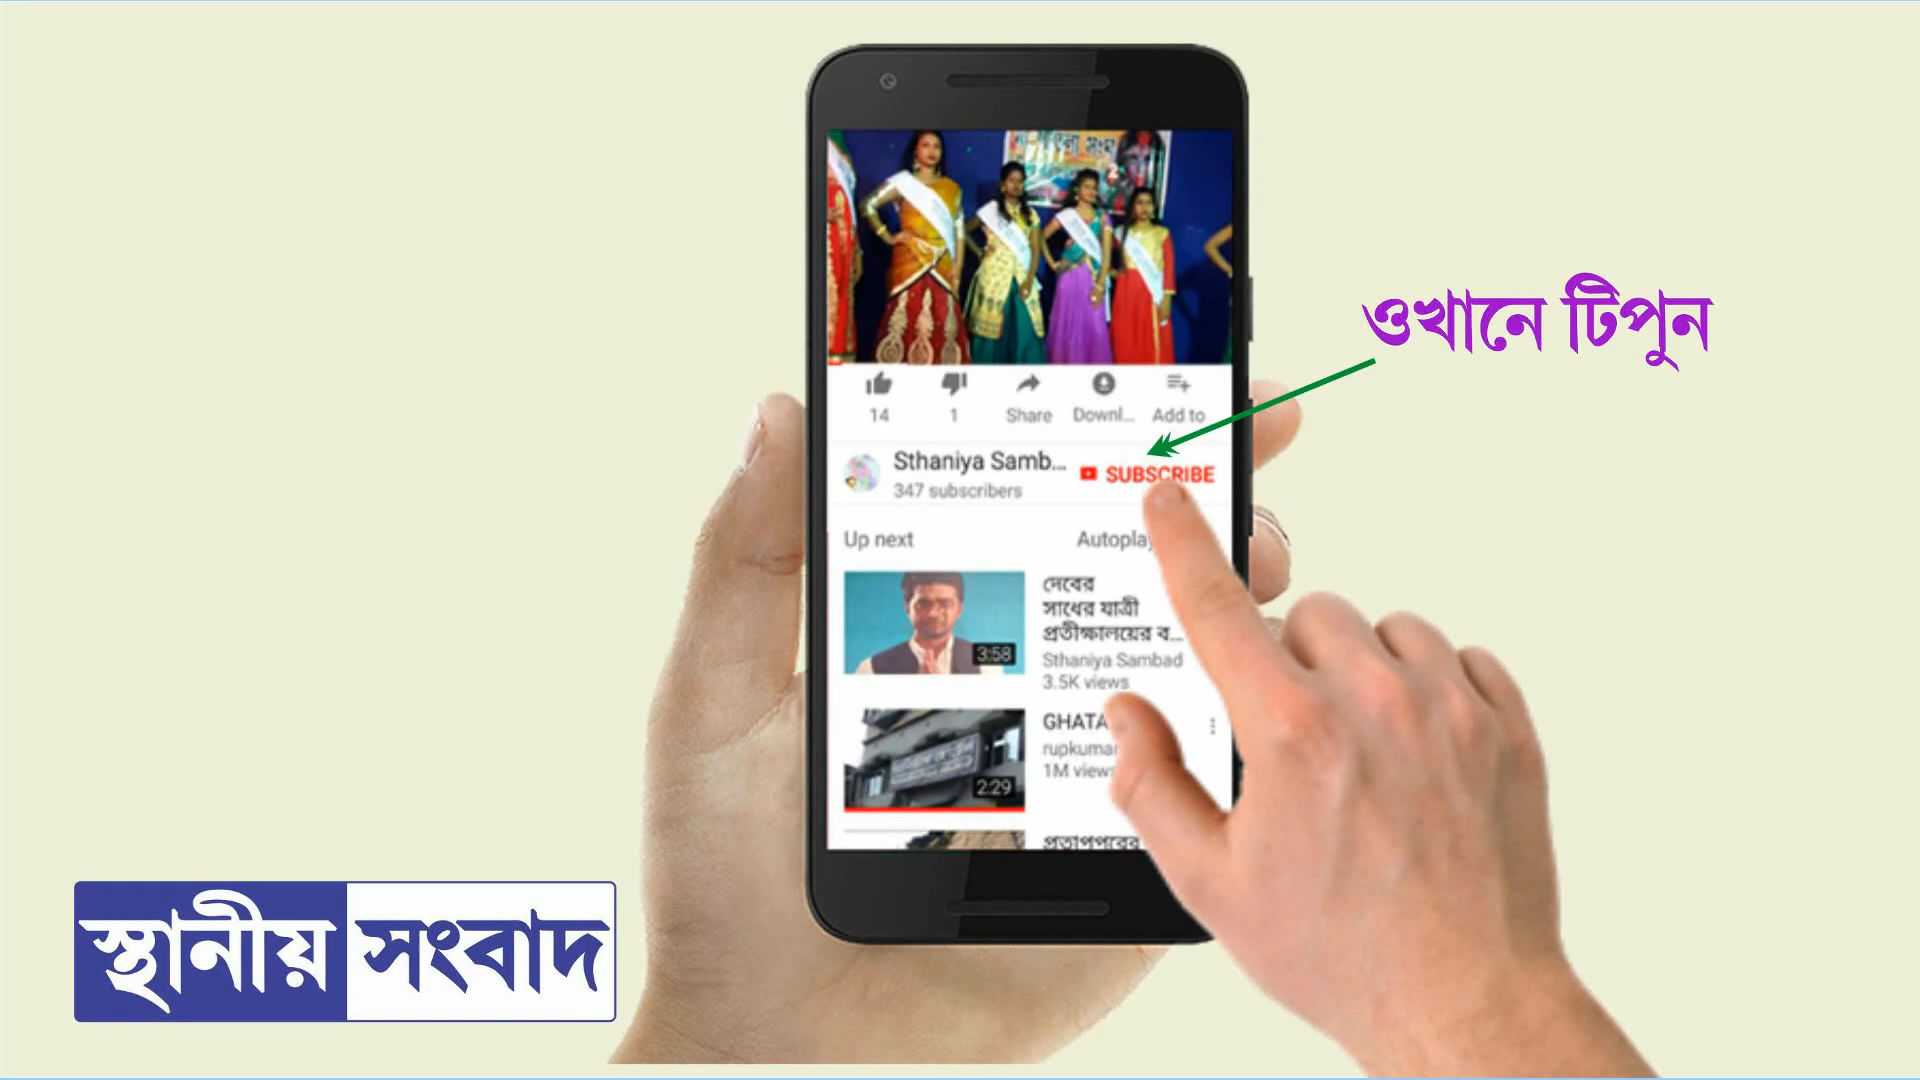 ওখানে টিপুন
14
1
Share
Downl...
Add to
Sthaniya Samb...
347 subscribers
SUBSCRIBE
Up next
Autoplay
3:58
দেবের
সাধের যাত্রী
প্রতীক্ষালয়ের ব...
Sthaniya Sambad
3.5K views
2:29
GHATA
rupkumar
1M views
স্থানীয় সংবাদ